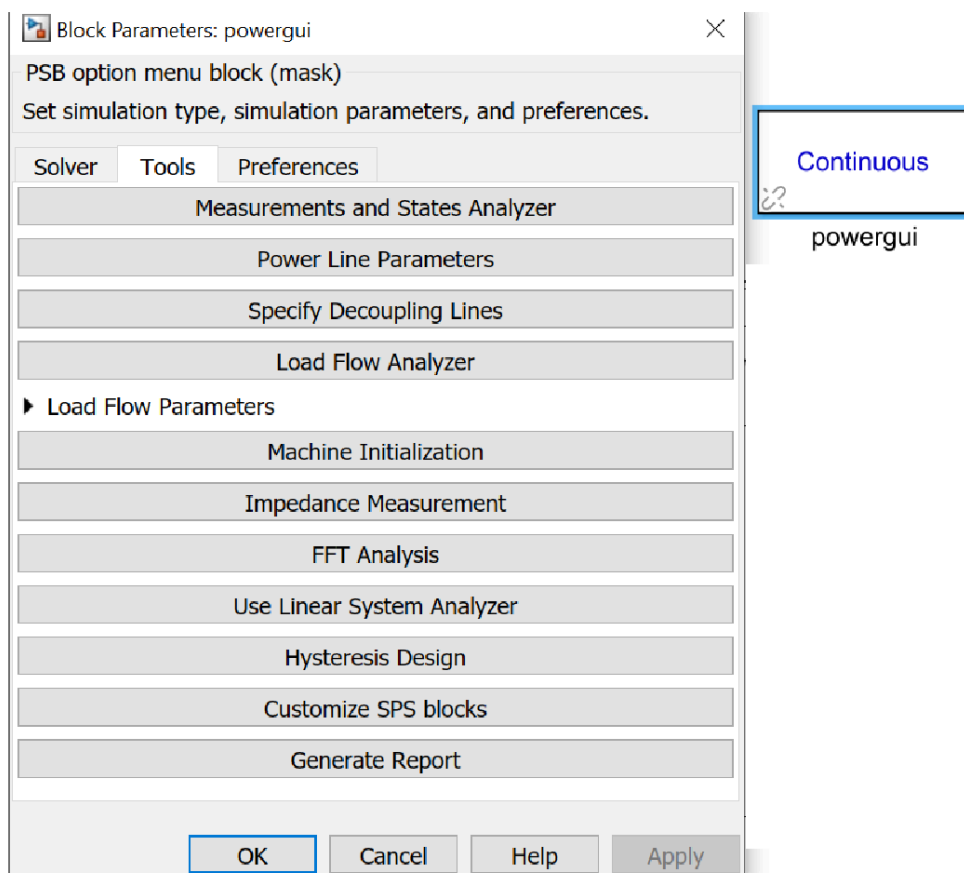 Block Parameters: powergui
PSB option menu block (mask)
Set simulation type, simulation parameters, and preferences.
Solver Tools Preferences
Measurements and States Analyzer
Power Line Parameters
Specify Decoupling Lines
Load Flow Analyzer
Load Flow Parameters
Machine Initialization
Impedance Measurement
FFT Analysis
Use Linear System Analyzer
Hysteresis Design
Customize SPS blocks
Generate Report
OK Cancel Help Apply
Continuous
powergui